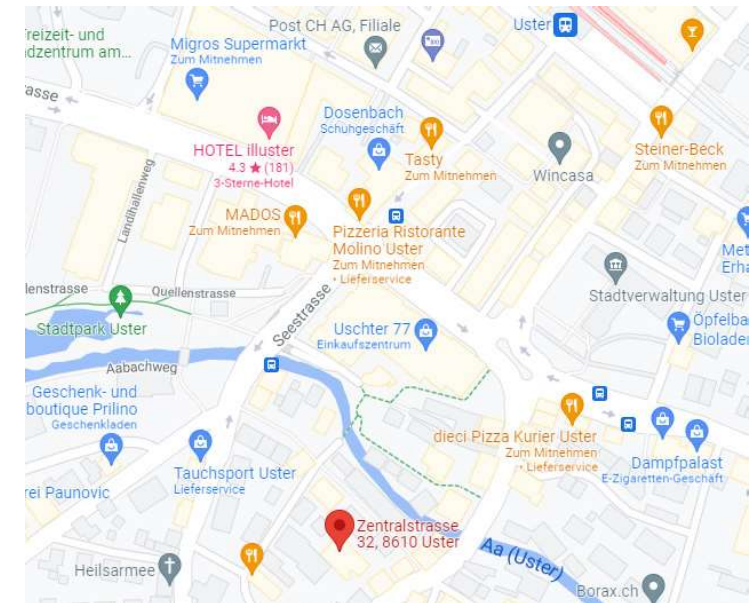 Post CH AG, Filiale
Uster
Freizeit- und
dzentrum am...
Migros Supermarkt
Zum Mitnehmen
asse
Dosenbach
Schuhgeschäft
HOTEL illuster
4.3 ★ (181)
3-Sterne-Hotel
Tasty
Zum Mitnehmen
Wincasa
Steiner-Beck
Zum Mitnehmen
Landihallenweg
MADOS
Zum Mitnehmen
Pizzeria Ristorante
Molino Uster
Zum Mitnehmen
• Lieferservice
Met
Erha
llenstrasse
Quellenstrasse
Stadtverwaltung Uster
Stadtpark Uster
Seestrasse
Uschter 77
Einkaufszentrum
Öpfelba
Bioladen
Aabachweg
Geschenk- und
boutique Prilino
Geschenkladen
dieci Pizza Kurier Uster
Zum Mitnehmen
• Lieferservice
Tauchsport Uster
Lieferservice
Dampfpalast
E-Zigaretten-Geschäft
rei Paunovic
Zentralstrasse
32, 8610 Uster
Aa (Uster)
Heilsarmee
Borax.ch